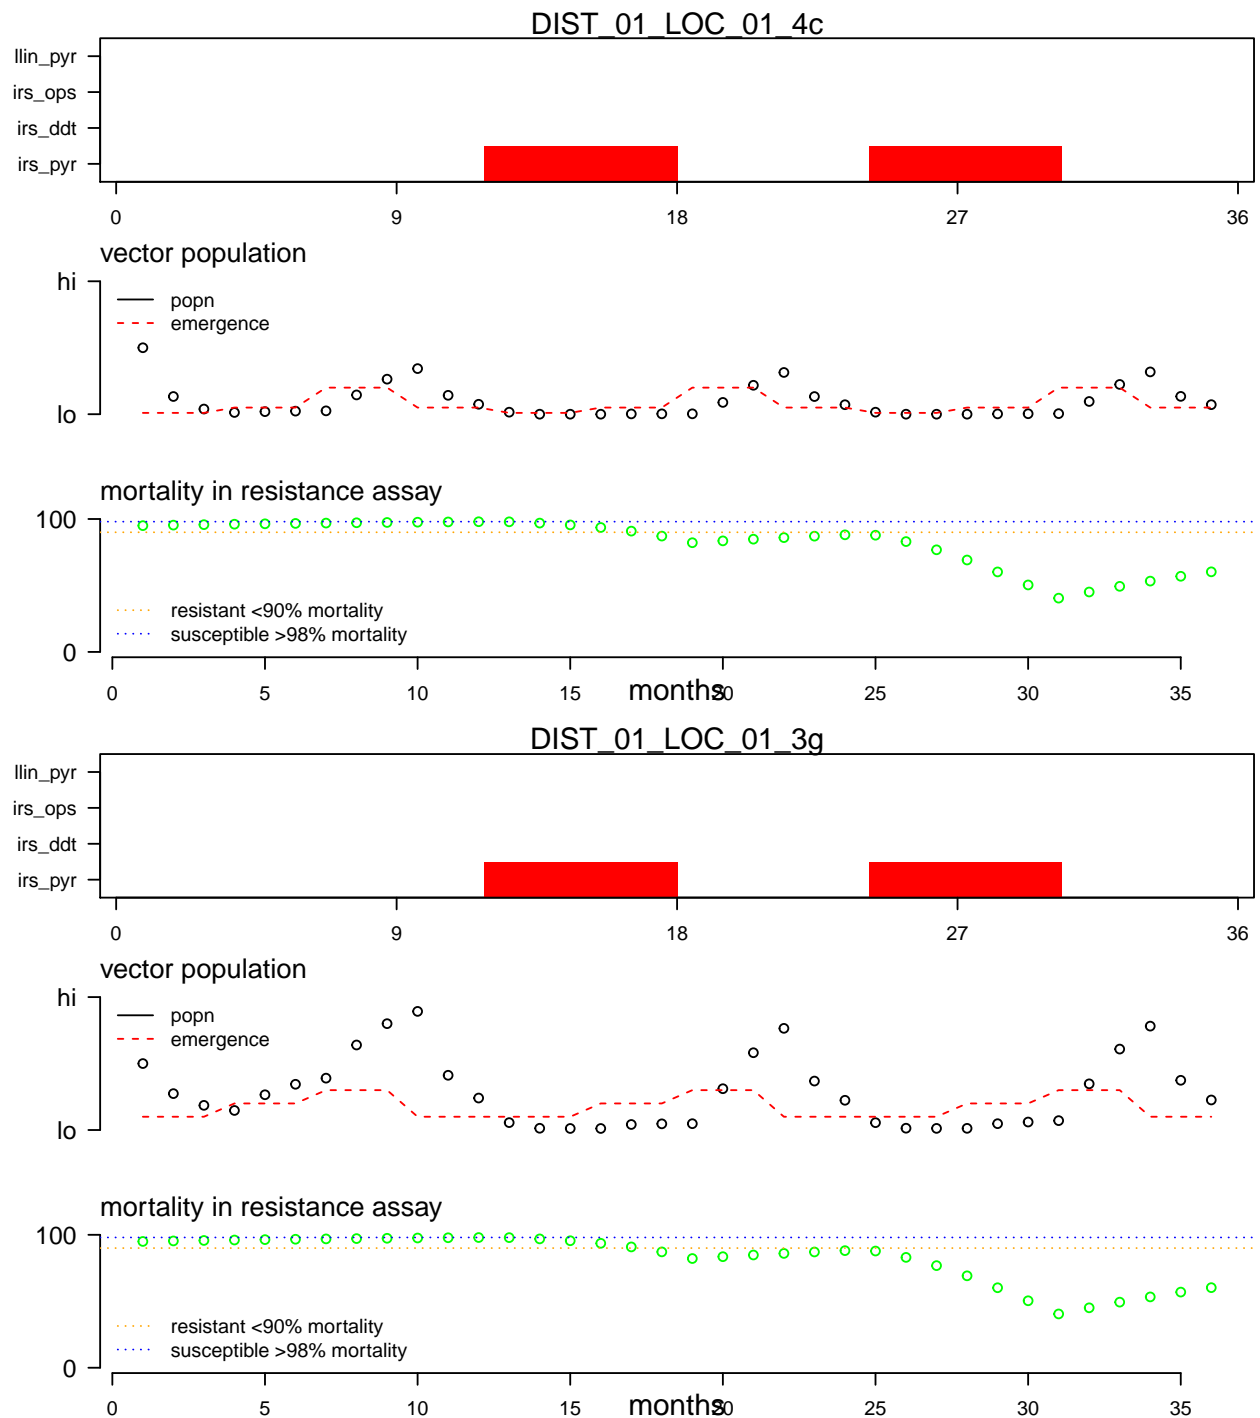 DIST_01_LOC_01_4c
llin_pyr
irs_ops
irs_ddt
irs_pyr
0 9 18 27 36
vector population
hi
popn
emergence
lo
mortality in resistance assay
100
resistant <90% mortality
susceptible >98% mortality
0
0 5 10 15 20 25 30 35
months
DIST_01_LOC_01_3g
llin_pyr
irs_ops
irs_ddt
irs_pyr
0 9 18 27 36
vector population
hi
popn
emergence
lo
mortality in resistance assay
100
resistant <90% mortality
susceptible >98% mortality
0
0 5 10 15 20 25 30 35
months